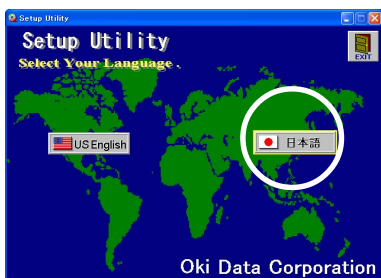 Setup Utility
Setup Utility
Select Your Language .
EXIT
US English
日本語
Oki Data Corporation